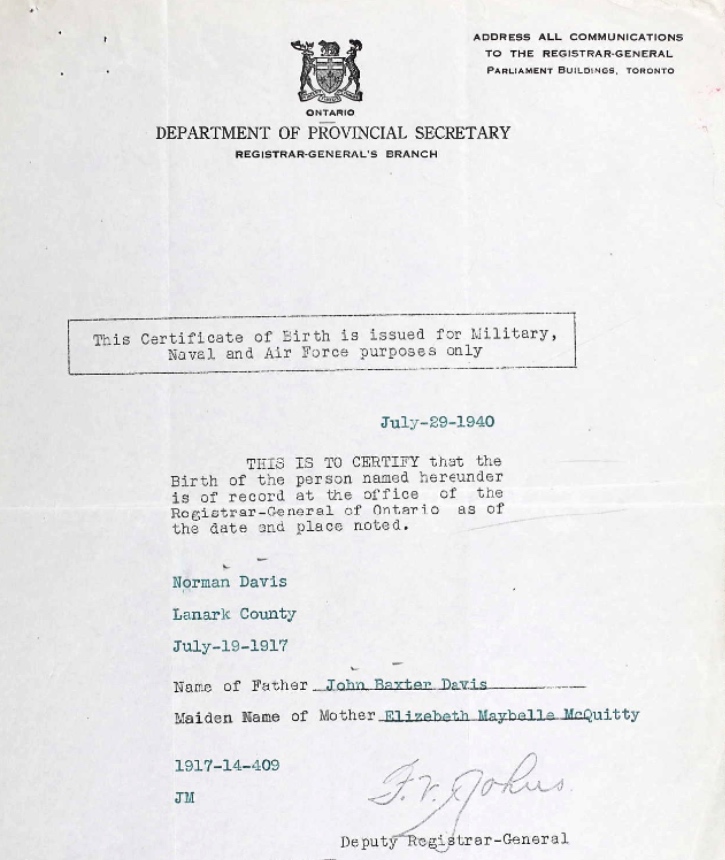 ADDRESS ALL COMMUNICATIONS
TO THE REGISTRAR-GENERAL
PARLIAMENT BUILDINGS, TORONTO
ONTARIO
DEPARTMENT OF PROVINCIAL SECRETARY
REGISTRAR-GENERAL'S BRANCH
This Certificate of Birth is issued for Military,
Naval and Air Force purposes only
July-29-1940
THIS IS TO CERTIFY that the
Birth of the person named hereunder
is of record at the office of the
Registrar-General of Ontario as of
the date and place noted.
Norman Davis
Lanark County
July-19-1917
Name of Father John Baxter Davis
Maiden Name of Mother Elizebeth Maybelle McQuitty
1917-14-409
JM
Deputy Registrar-General